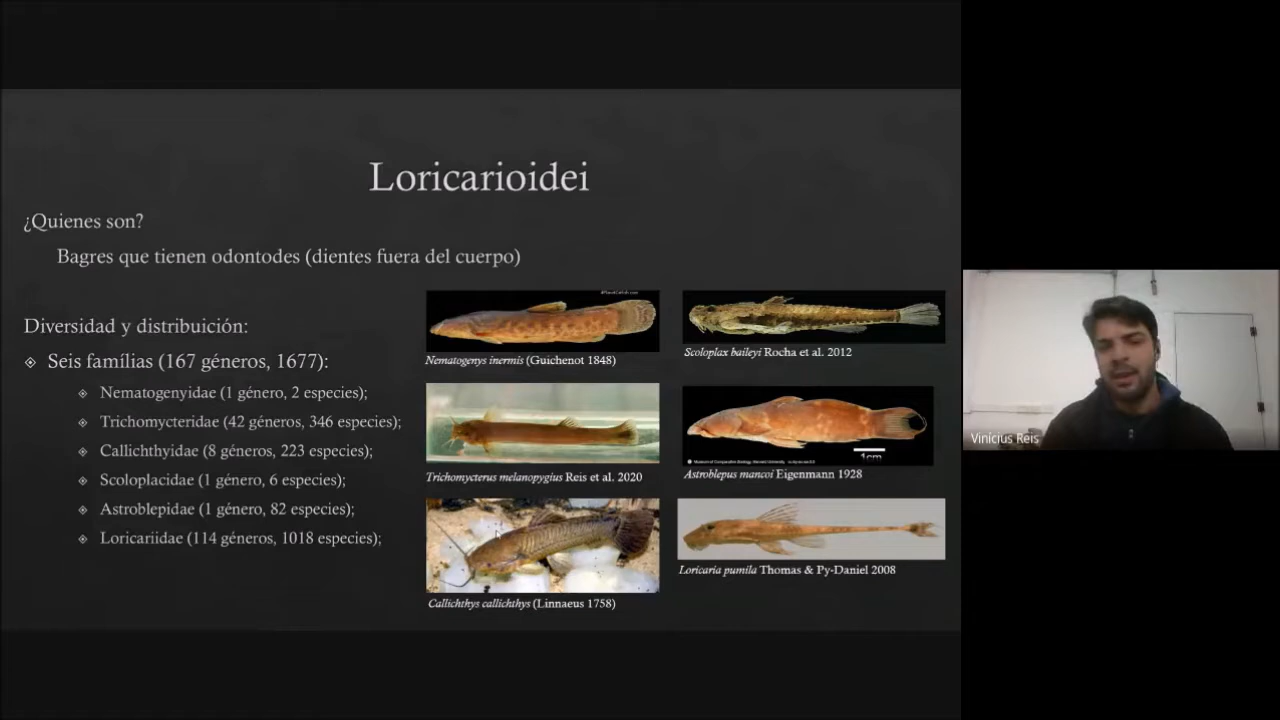 Loricarioidei
¿Quienes son?
Bagres que tienen odontodes (dientes fuera del cuerpo)
Diversidad y distribuición:
Seis famílias (167 géneros, 1677):
Nematogenyidae (1 género, 2 especies);
Trichomycteridae (42 géneros, 346 especies);
Callichthyidae (8 géneros, 223 especies);
Scoloplacidae (1 género, 6 especies);
Astroblepidae (1 género, 82 especies);
Loricariidae (114 géneros, 1018 especies);
Nematogenys inermis (Guichenot 1848)
Scoloplax baileyi Rocha et al. 2012
Trichomycterus melanopygius Reis et al. 2020
1cm
Astroblepus mancoi Eigenmann 1928
Callichthys callichthys (Linnaeus 1758)
Loricaria pumila Thomas & Py-Daniel 2008
Vinícius Reis